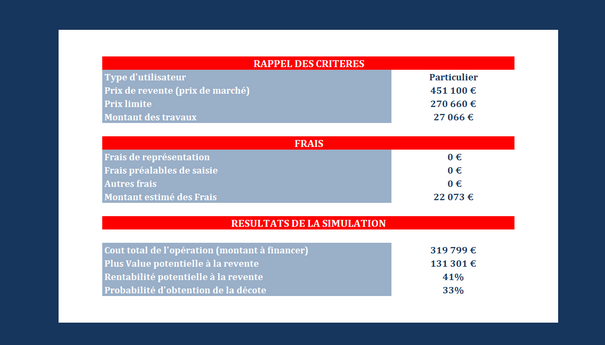 RAPPEL DES CRITERES
Type d'utilisateur Particulier
Prix de revente (prix de marché) 451 100 €
Prix limite 270 660 €
Montant des travaux 27 066 €
FRAIS
Frais de représentation 0 €
Frais préalables de saisie 0 €
Autres frais 0 €
Montant estimé des Frais 22 073 €
RESULTATS DE LA SIMULATION
Cout total de l'opération (montant à financer) 319 799 €
Plus Value potentielle à la revente 131 301 €
Rentabilité potentielle à la revente 41%
Probabilité d'obtention de la décote 33%